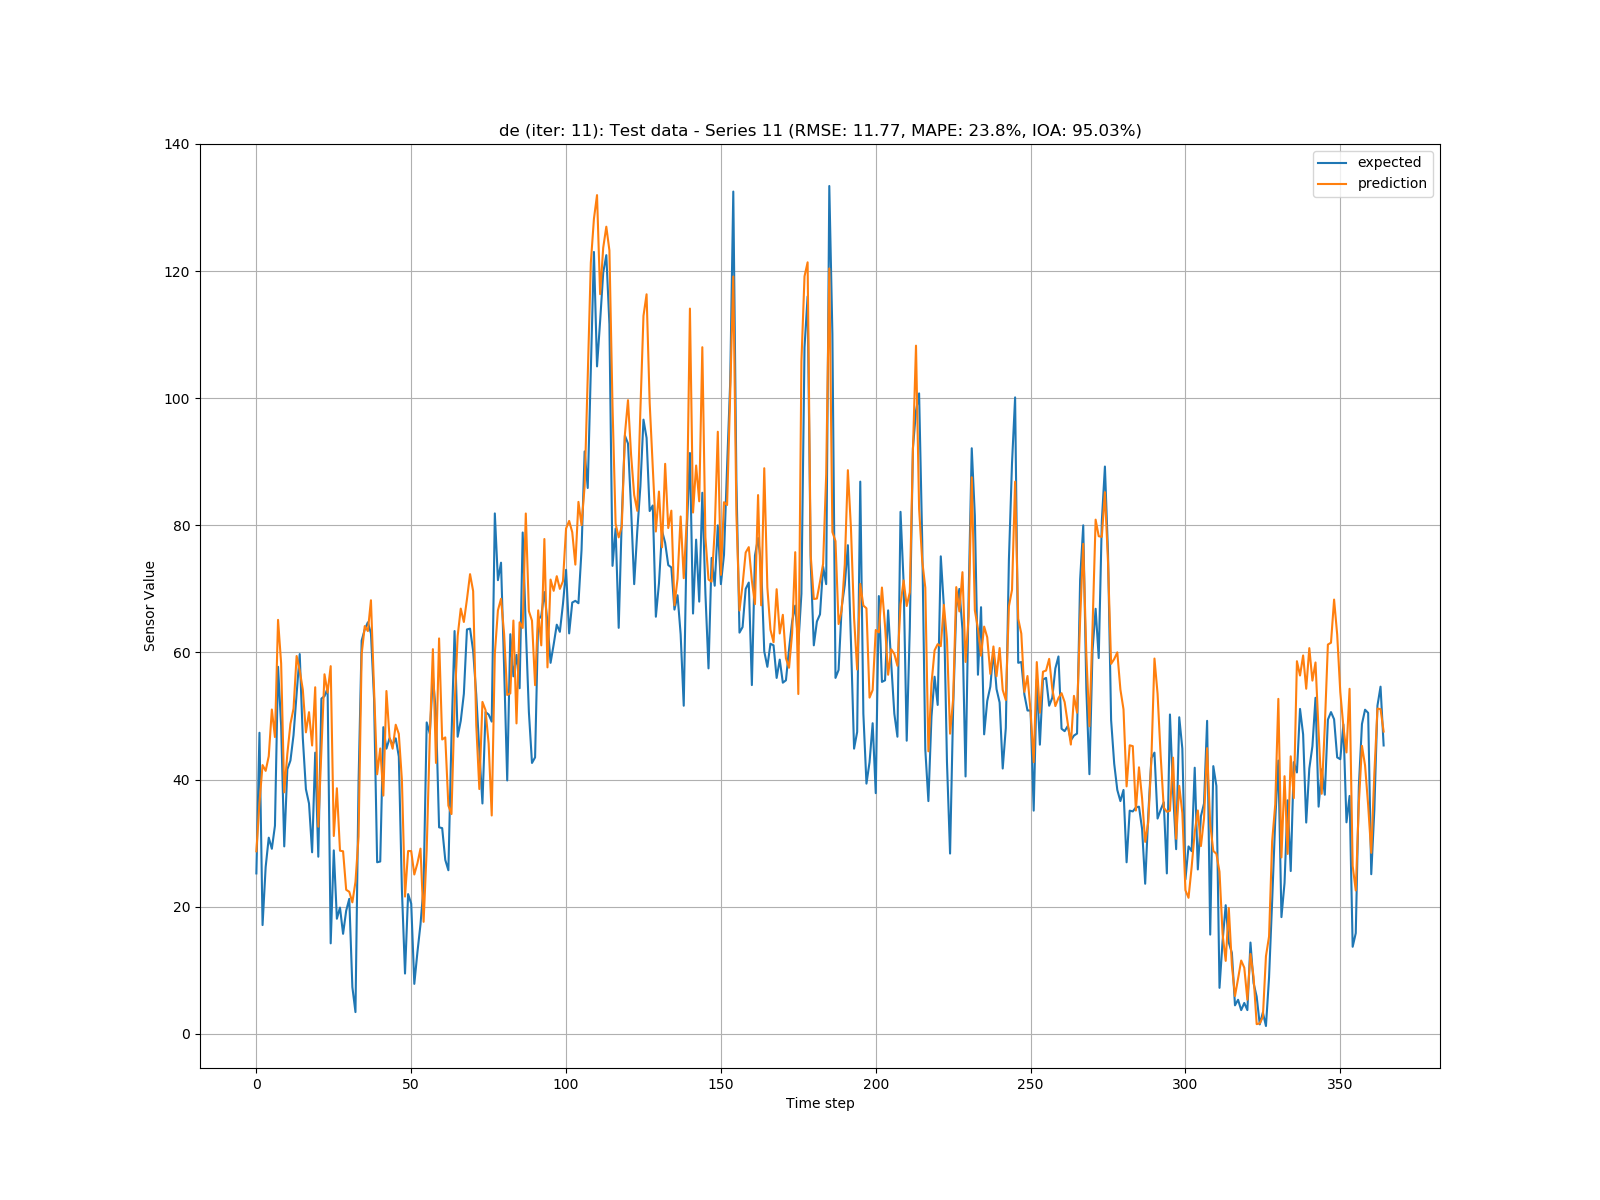 de (iter: 11): Test data - Series 11 (RMSE: 11.77, MAPE: 23.8%, IOA: 95.03%)
expected
prediction
Sensor Value
140
120
100
80
60
40
20
0
0 50 100 150 200 250 300 350
Time step